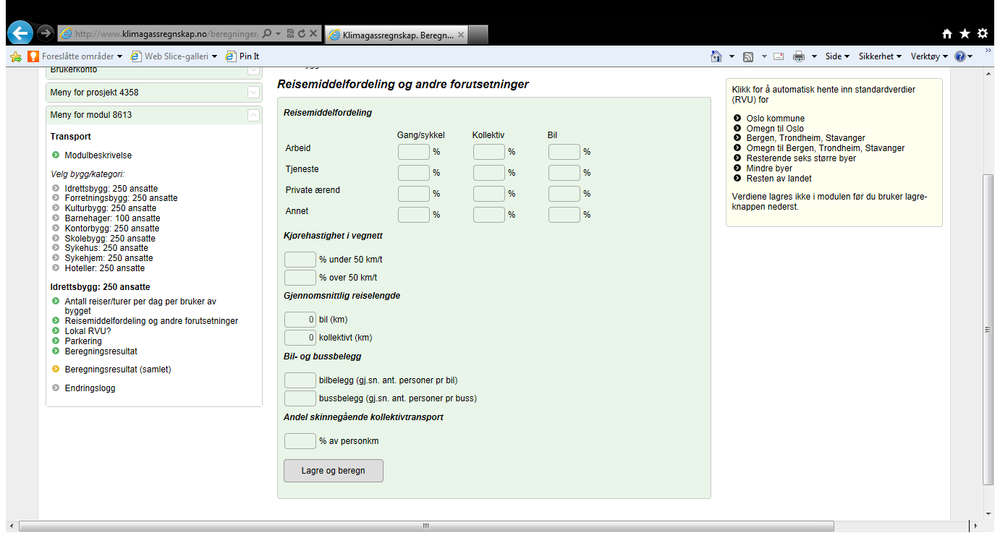 http://www.klimagassregnskap.no/beregninger,
Klimagassregnskap. Beregn...
Foreslåtte områder
Web Slice-galleri
Pin It
Side
Sikkerhet
Verktøy
Brukerkonto
Meny for prosjekt 4358
Meny for modul 8613
Transport
Modulbeskrivelse
Velg bygg/kategori:
Idrettsbygg: 250 ansatte
Forretningsbygg: 250 ansatte
Kulturbygg: 250 ansatte
Barnehager: 100 ansatte
Kontorbygg: 250 ansatte
Skolebygg: 250 ansatte
Sykehus: 250 ansatte
Sykehjem: 250 ansatte
Hoteller: 250 ansatte
Idrettsbygg: 250 ansatte
Antall reiser/turer per dag per bruker av
bygget
Reisemiddelfordeling og andre forutsetninger
Lokal RVU?
Parkering
Beregningsresultat
Beregningsresultat (samlet)
Endringslogg
Reisemiddelfordeling og andre forutsetninger
Reisemiddelfordeling
Gang/sykkel Kollektiv Bil
Arbeid % % %
Tjeneste % % %
Private ærend % % %
Annet % % %
Kjørehastighet i vegnett
% under 50 km/t
% over 50 km/t
Gjennomsnittlig reiselengde
0 bil (km)
0 kollektivt (km)
Bil- og bussbelegg
bilbelegg (gj.sn. ant. personer pr bil)
bussbelegg (gj.sn. ant. personer pr buss)
Andel skinnegående kollektivtransport
% av personkm
Lagre og beregn
Klikk for å automatisk hente inn standardverdier
(RVU) for
Oslo kommune
Omegn til Oslo
Bergen, Trondheim, Stavanger
Omegn til Bergen, Trondheim, Stavanger
Resterende seks større byer
Mindre byer
Resten av landet
Verdiene lagres ikke i modulen før du bruker lagre-
knappen nederst.